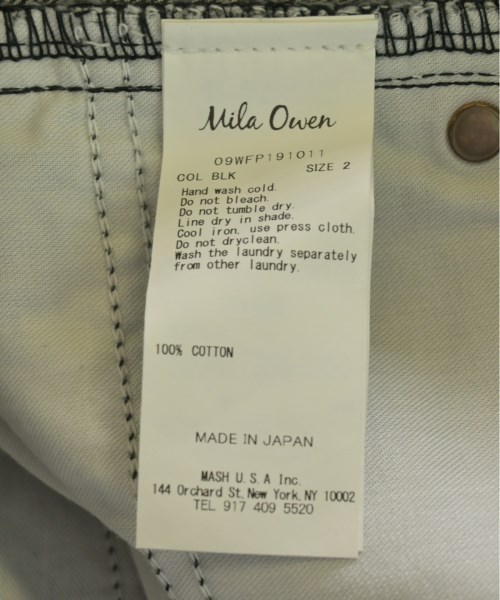 Mila Owen
09WFP191011
COL BLK SIZE 2
Hand wash cold.
Do not bleach.
Do not tumble dry.
Line dry in shade.
Cool iron, use press cloth.
Do not dryclean.
Wash the laundry separately
from other laundry.
100% COTTON
MADE IN JAPAN
MASH U.S.A Inc.
144 Orchard St, New York, NY 10002
TEL 917 409 5520